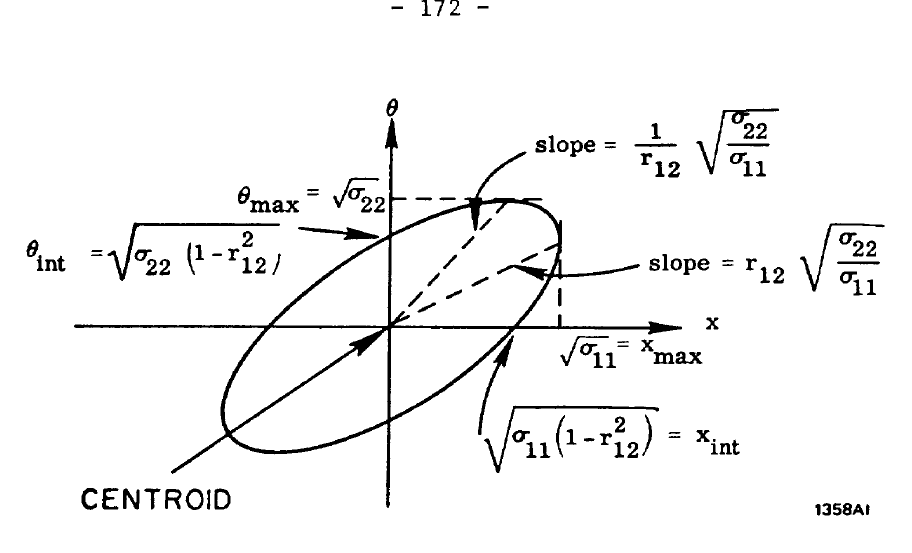 - 172 -
θ
slope = 1/r₁₂ √(σ₂₂/σ₁₁)
θmax = √σ₂₂
θint = √(σ₂₂ (1-r₁₂²))
slope = r₁₂ √(σ₂₂/σ₁₁)
x
√σ₁₁ = xmax
√(σ₁₁(1-r₁₂²)) = xint
CENTROID
1358A1